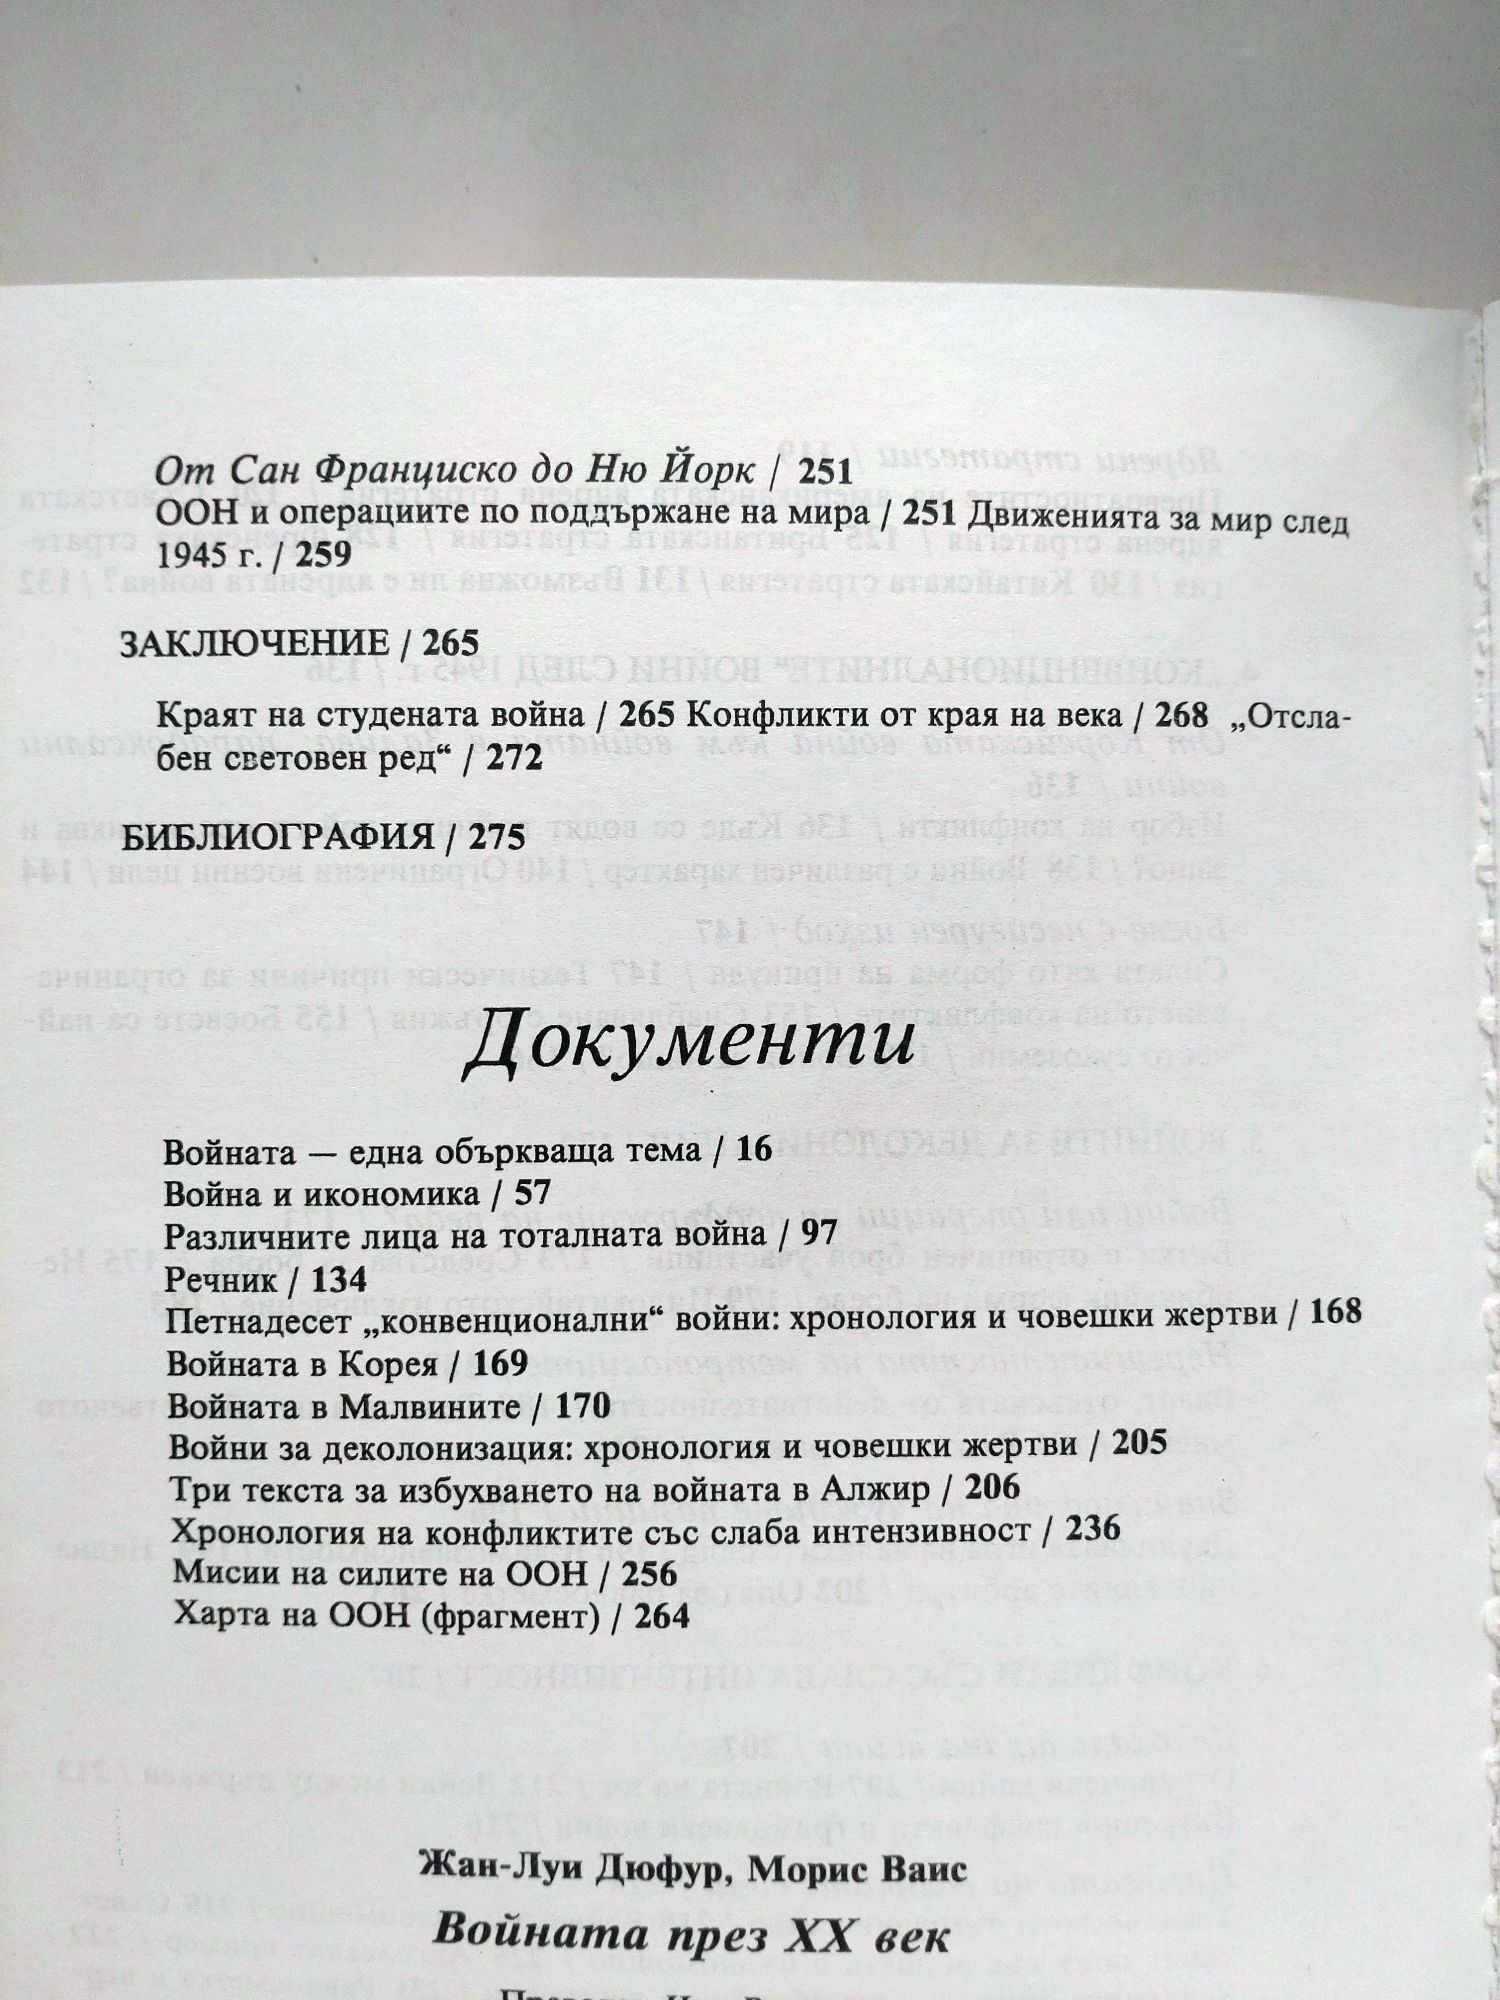 От Сан Франциско до Ню Йорк / 251
ООН и операциите по поддържане на мира / 251 Движенията за мир след
1945 г. / 259
ЗАКЛЮЧЕНИЕ / 265
Краят на студената война / 265 Конфликти от края на века / 268 „Отсла-
бен световен ред“ / 272
БИБЛИОГРАФИЯ / 275
Документи
Войната — една объркваща тема / 16
Война и икономика / 57
Различните лица на тоталната война / 97
Речник / 134
Петнадесет „конвенционални“ войни: хронология и човешки жертви / 168
Войната в Корея / 169
Войната в Малвините / 170
Войни за деколонизация: хронология и човешки жертви / 205
Три текста за избухването на войната в Алжир / 206
Хронология на конфликтите със слаба интензивност / 236
Мисии на силите на ООН / 256
Харта на ООН (фрагмент) / 264
Жан-Луи Дюфур, Морис Ваис
Войната през XX век